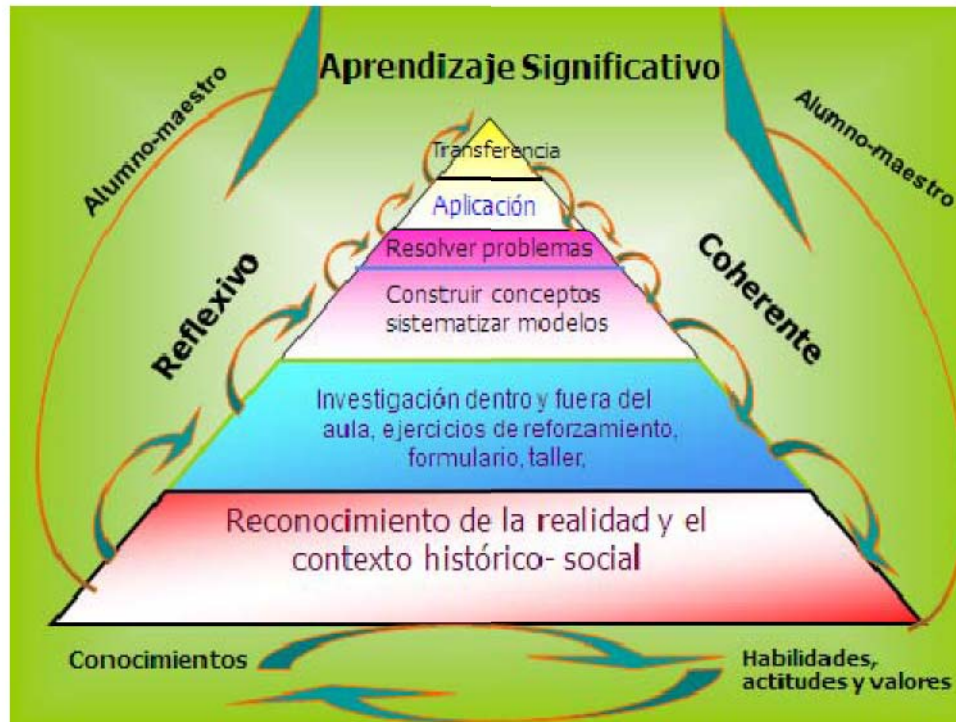 Aprendizaje Significativo
Alumno-maestro
Alumno-maestro
Reflexivo
Coherente
Transferencia
Aplicación
Resolver problemas
Construir conceptos
sistematizar modelos
Investigación dentro y fuera del
aula, ejercicios de reforzamiento,
formulario, taller,
Reconocimiento de la realidad y el
contexto histórico- social
Conocimientos
Habilidades,
actitudes y valores